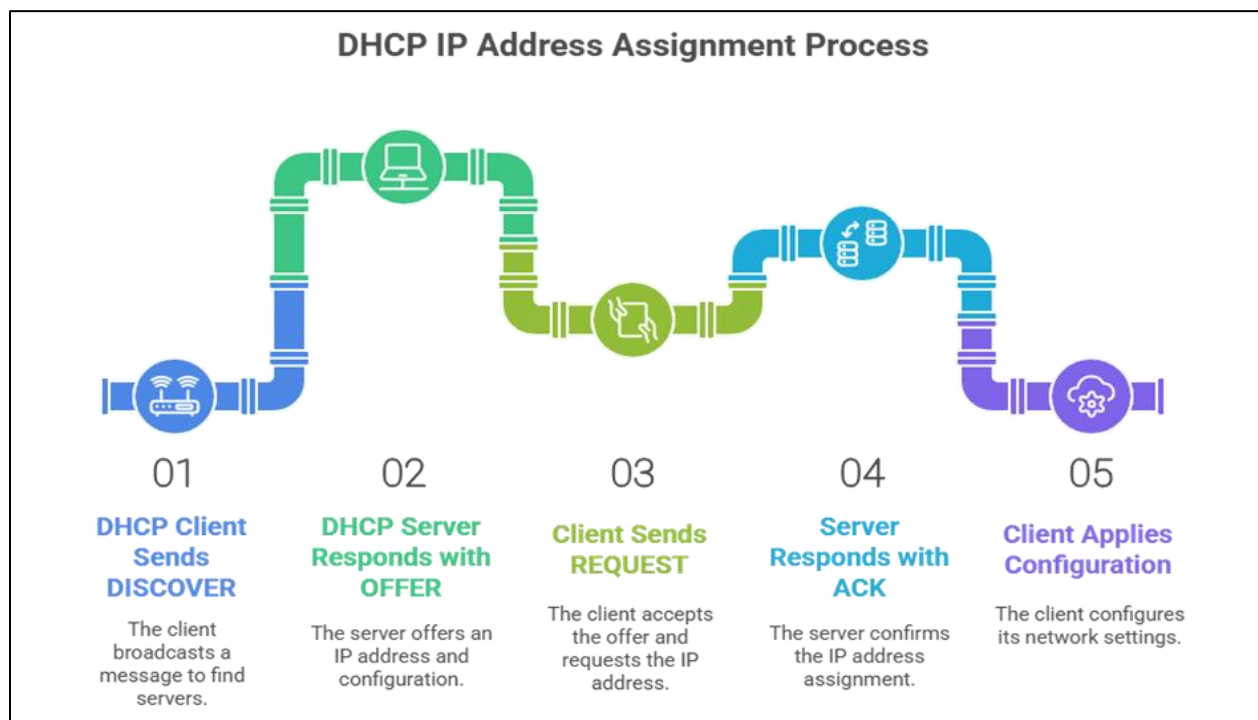 DHCP IP Address Assignment Process
01
DHCP Client
Sends
DISCOVER
The client
broadcasts a
message to find
servers.
02
DHCP Server
Responds with
OFFER
The server offers an
IP address and
configuration.
03
Client Sends
REQUEST
The client accepts
the offer and
requests the IP
address.
04
Server
Responds with
ACK
The server confirms
the IP address
assignment.
05
Client Applies
Configuration
The client configures
its network settings.